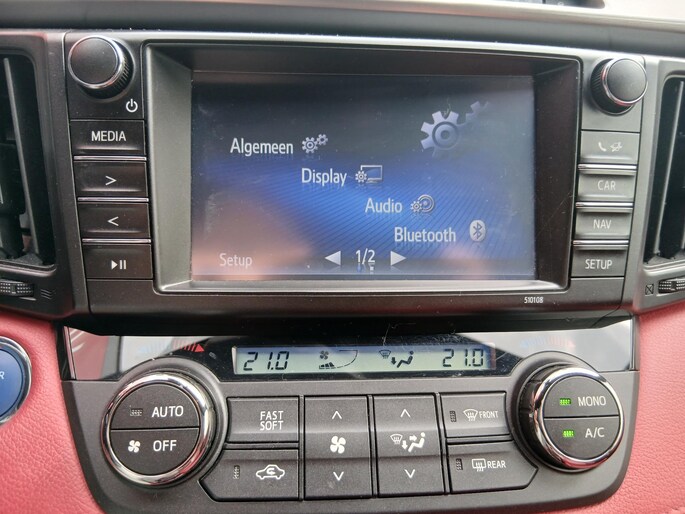 MEDIA
>
<
Algemeen
Display
Audio
Bluetooth
Setup
1/2
CAR
NAV
SETUP
510108
21.0
21.0
AUTO
OFF
FAST
SOFT
FRONT
REAR
MONO
A/C